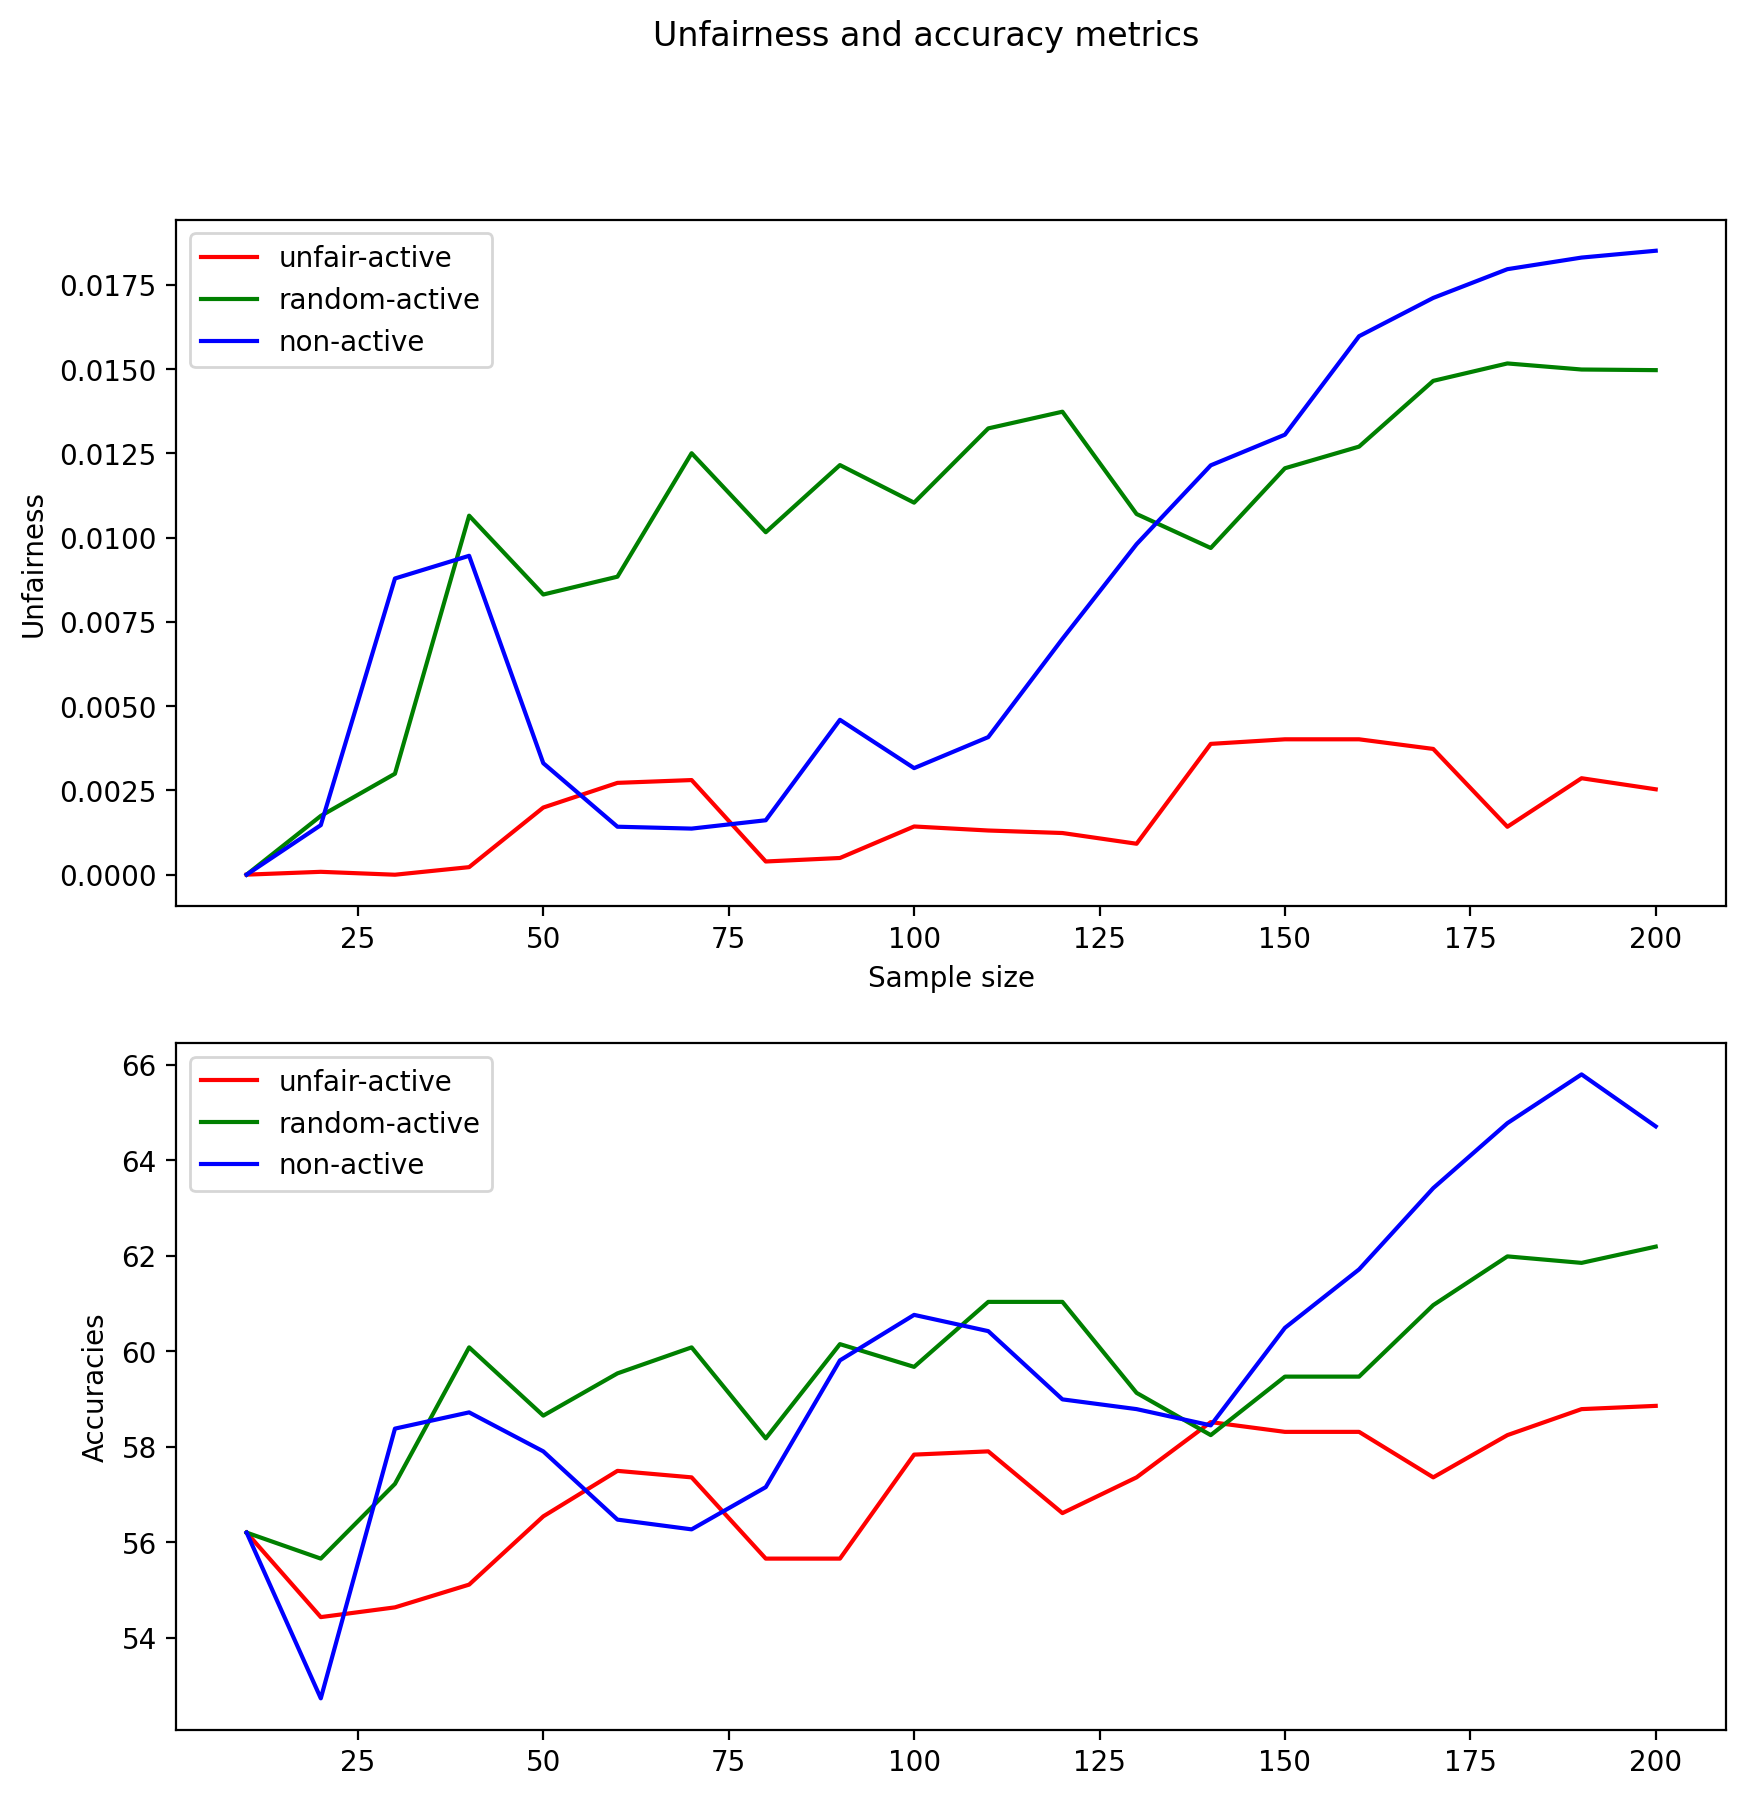 Unfairness and accuracy metrics
unfair-active
random-active
non-active
0.0175
0.0150
0.0125
0.0100
0.0075
0.0050
0.0025
0.0000
Unfairness
25 50 75 100 125 150 175 200
Sample size
unfair-active
random-active
non-active
66
64
62
60
58
56
54
Accuracies
25 50 75 100 125 150 175 200